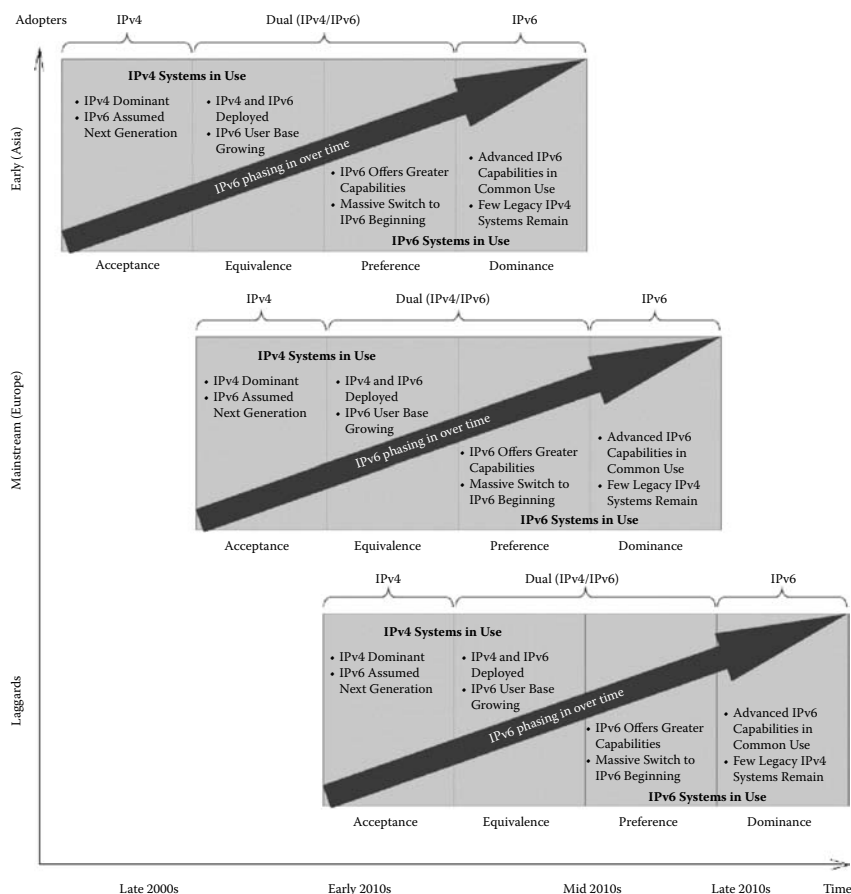 Adopters
IPv4
Dual (IPv4/IPv6)
IPv6
Early (Asia)
IPv4 Systems in Use
• IPv4 Dominant
• IPv6 Assumed
Next Generation
• IPv4 and IPv6
Deployed
• IPv6 User Base
Growing
IPv6 phasing in over time
• IPv6 Offers Greater
Capabilities
• Massive Switch to
IPv6 Beginning
• Advanced IPv6
Capabilities in
Common Use
• Few Legacy IPv4
Systems Remain
IPv6 Systems in Use
Acceptance
Equivalence
Preference
Dominance
IPv4
Dual (IPv4/IPv6)
IPv6
Mainstream (Europe)
IPv4 Systems in Use
• IPv4 Dominant
• IPv6 Assumed
Next Generation
• IPv4 and IPv6
Deployed
• IPv6 User Base
Growing
IPv6 phasing in over time
• IPv6 Offers Greater
Capabilities
• Massive Switch to
IPv6 Beginning
• Advanced IPv6
Capabilities in
Common Use
• Few Legacy IPv4
Systems Remain
IPv6 Systems in Use
Acceptance
Equivalence
Preference
Dominance
IPv4
Dual (IPv4/IPv6)
IPv6
Laggards
IPv4 Systems in Use
• IPv4 Dominant
• IPv6 Assumed
Next Generation
• IPv4 and IPv6
Deployed
• IPv6 User Base
Growing
IPv6 phasing in over time
• IPv6 Offers Greater
Capabilities
• Massive Switch to
IPv6 Beginning
• Advanced IPv6
Capabilities in
Common Use
• Few Legacy IPv4
Systems Remain
IPv6 Systems in Use
Acceptance
Equivalence
Preference
Dominance
Late 2000s
Early 2010s
Mid 2010s
Late 2010s
Time